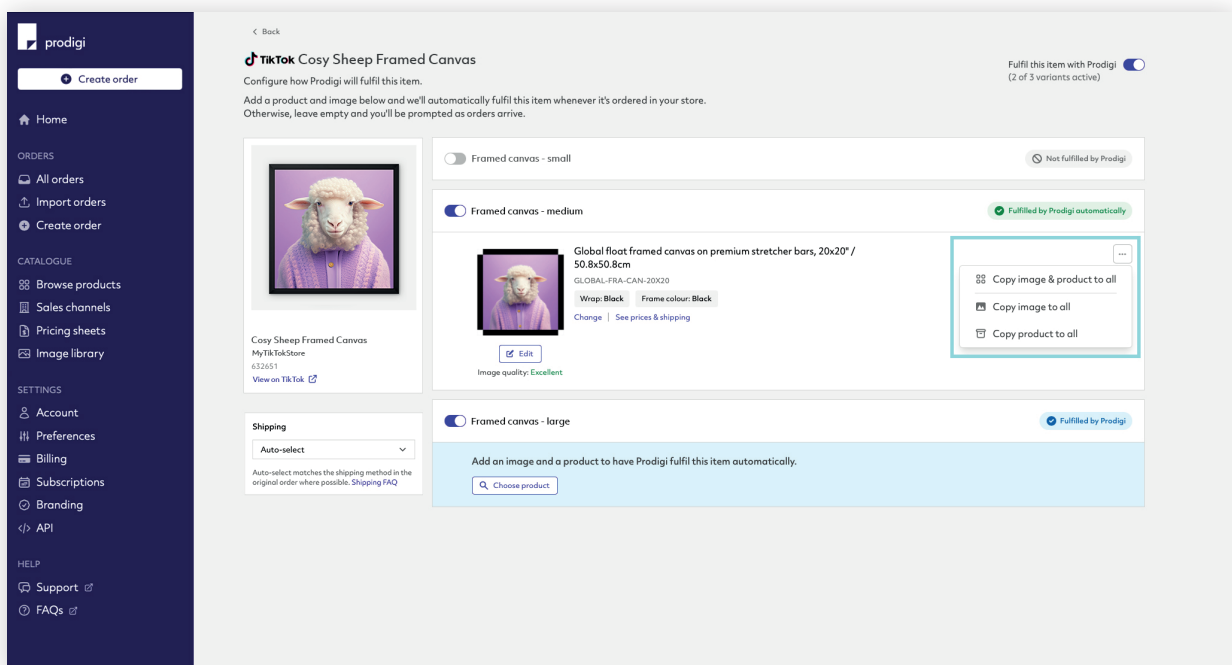 prodigi
Create order
Home
ORDERS
All orders
Import orders
Create order
CATALOGUE
Browse products
Sales channels
Pricing sheets
Image library
SETTINGS
Account
Preferences
Billing
Subscriptions
Branding
API
HELP
Support
FAQs
Back
TikTok Cosy Sheep Framed Canvas
Configure how Prodigi will fulfil this item.
Add a product and image below and we'll automatically fulfil this item whenever it's ordered in your store.
Otherwise, leave empty and you'll be prompted as orders arrive.
Fulfil this item with Prodigi
(2 of 3 variants active)
Cosy Sheep Framed Canvas
MyTikTokStore
632651
View on TikTok
Shipping
Auto-select
Auto-select matches the shipping method in the
original order where possible. Shipping FAQ
Framed canvas - small
Not fulfilled by Prodigi
Framed canvas - medium
Fulfilled by Prodigi automatically
Global float framed canvas on premium stretcher bars, 20x20" /
50.8x50.8cm
GLOBAL-FRA-CAN-20X20
Wrap: Black Frame colour: Black
Change | See prices & shipping
Edit
Image quality: Excellent
...
Copy image & product to all
Copy image to all
Copy product to all
Framed canvas - large
Fulfilled by Prodigi
Add an image and a product to have Prodigi fulfil this item automatically.
Choose product